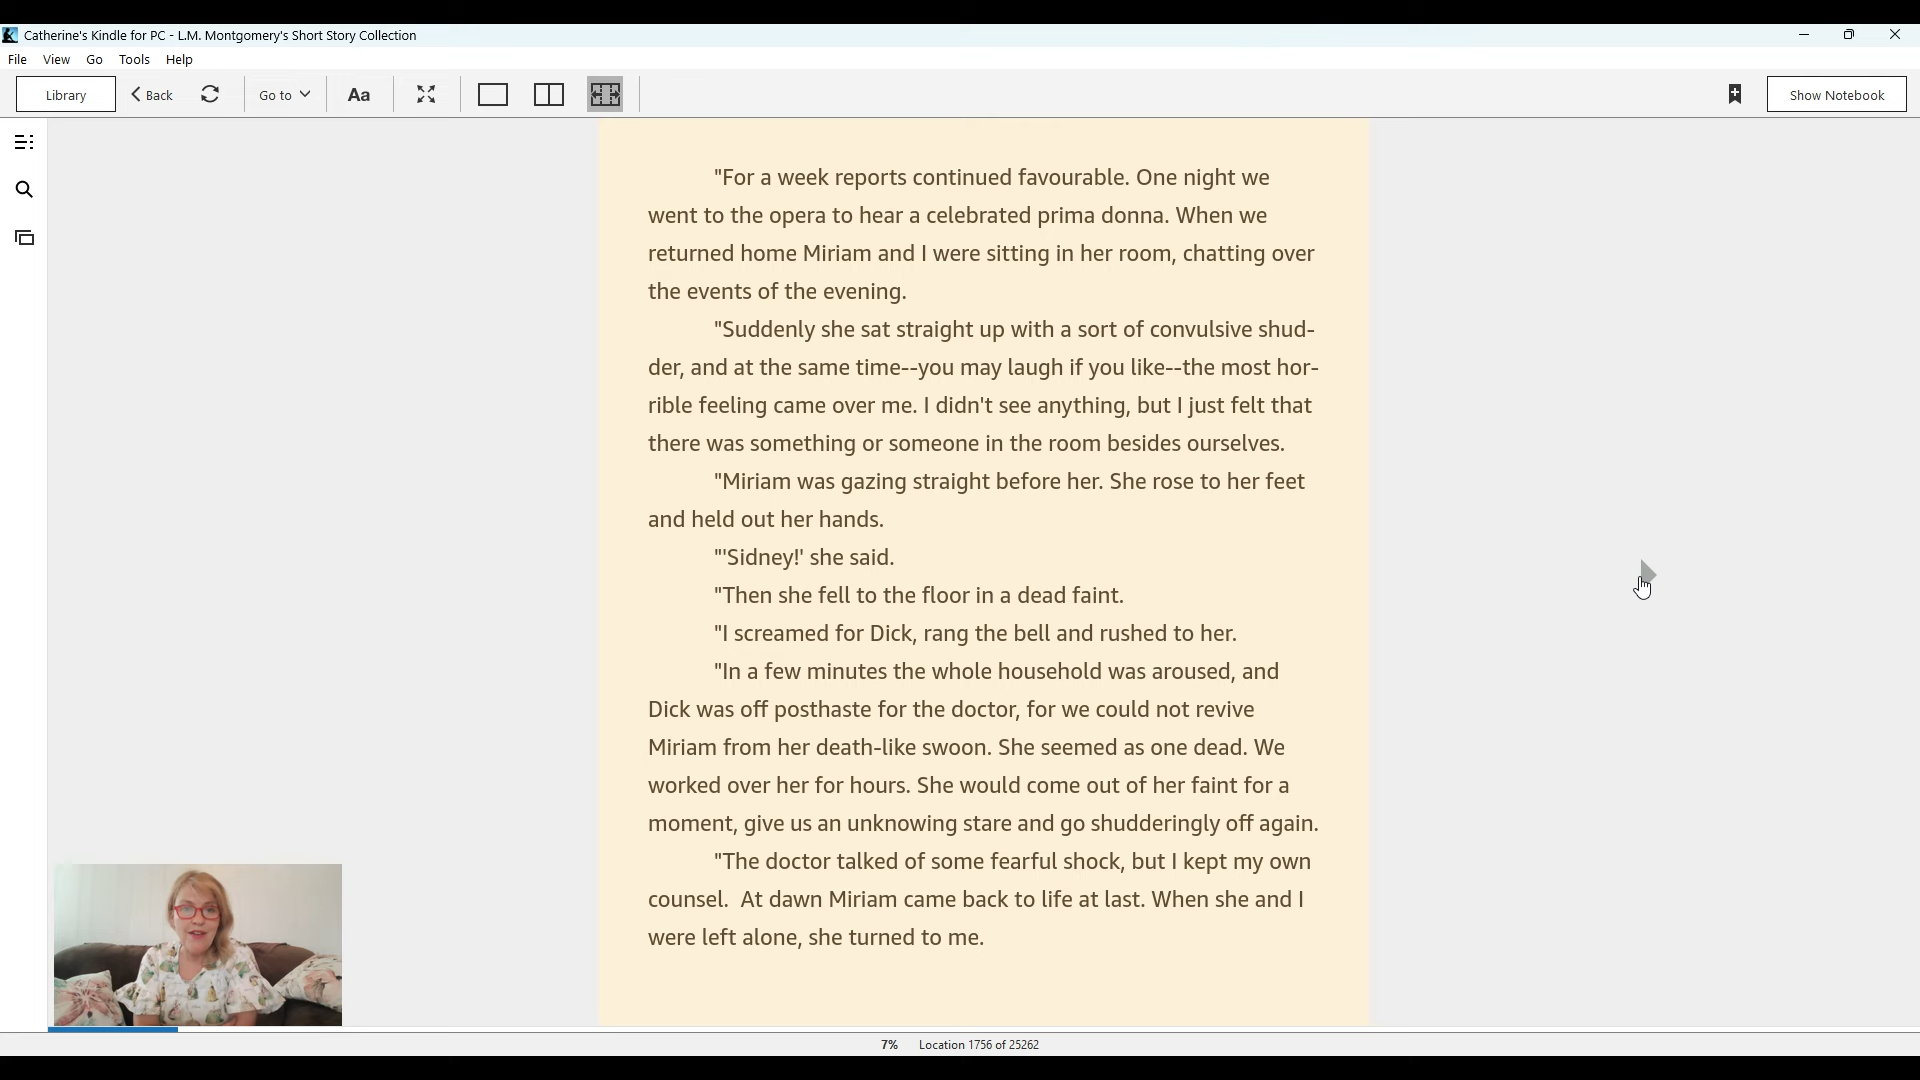 Catherine's Kindle for PC - L.M. Montgomery's Short Story Collection
File View Go Tools Help
Library Back Go to Aa Show Notebook
"For a week reports continued favourable. One night we
went to the opera to hear a celebrated prima donna. When we
returned home Miriam and I were sitting in her room, chatting over
the events of the evening.
"Suddenly she sat straight up with a sort of convulsive shud-
der, and at the same time--you may laugh if you like--the most hor-
rible feeling came over me. I didn't see anything, but I just felt that
there was something or someone in the room besides ourselves.
"Miriam was gazing straight before her. She rose to her feet
and held out her hands.
"'Sidney!' she said.
"Then she fell to the floor in a dead faint.
"I screamed for Dick, rang the bell and rushed to her.
"In a few minutes the whole household was aroused, and
Dick was off posthaste for the doctor, for we could not revive
Miriam from her death-like swoon. She seemed as one dead. We
worked over her for hours. She would come out of her faint for a
moment, give us an unknowing stare and go shudderingly off again.
"The doctor talked of some fearful shock, but I kept my own
counsel.  At dawn Miriam came back to life at last. When she and I
were left alone, she turned to me.
7% Location 1756 of 25262